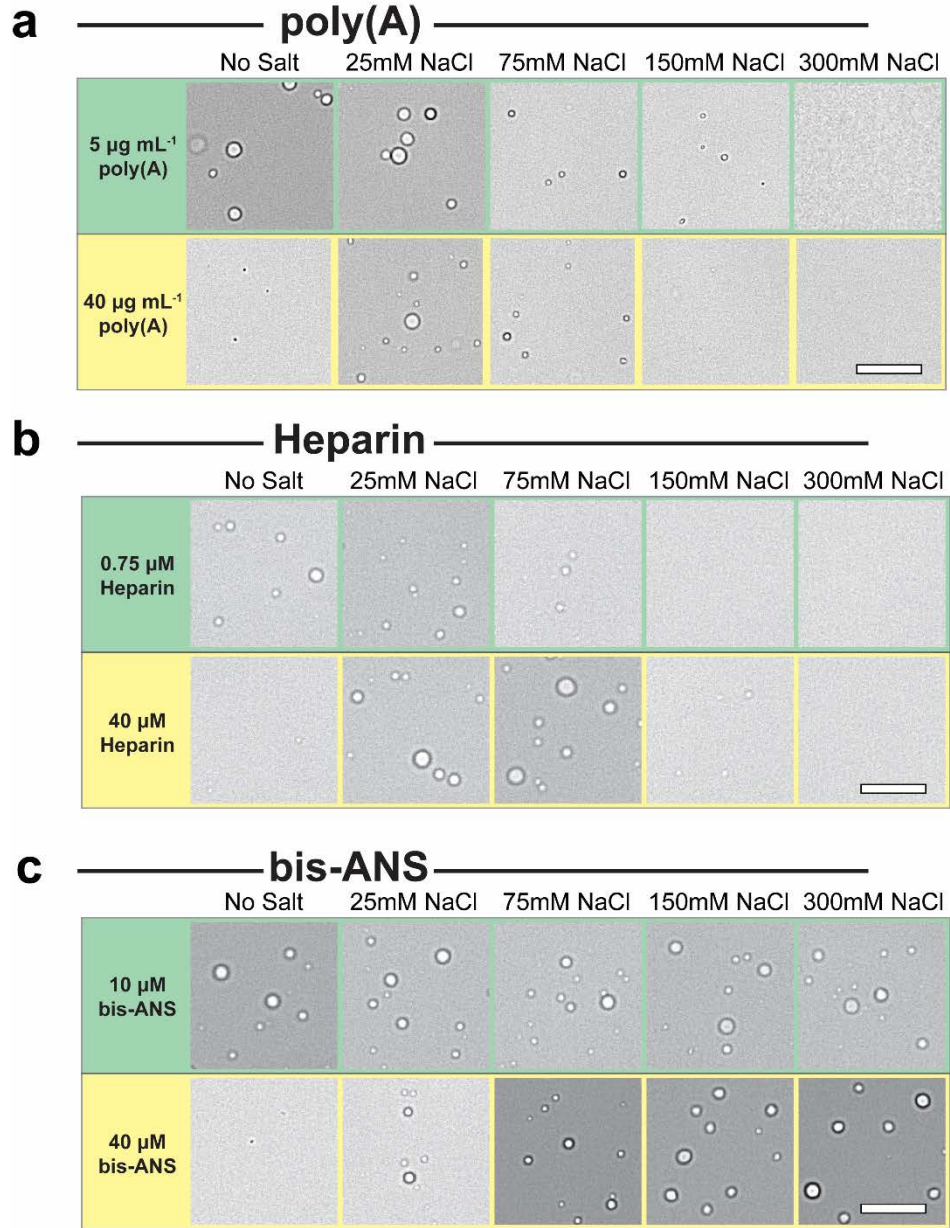 a
poly(A)
No Salt 25mM NaCl 75mM NaCl 150mM NaCl 300mM NaCl
5 µg mL-1
poly(A)
40 µg mL-1
poly(A)
b
Heparin
No Salt 25mM NaCl 75mM NaCl 150mM NaCl 300mM NaCl
0.75 µM
Heparin
40 µM
Heparin
c
bis-ANS
No Salt 25mM NaCl 75mM NaCl 150mM NaCl 300mM NaCl
10 µM
bis-ANS
40 µM
bis-ANS